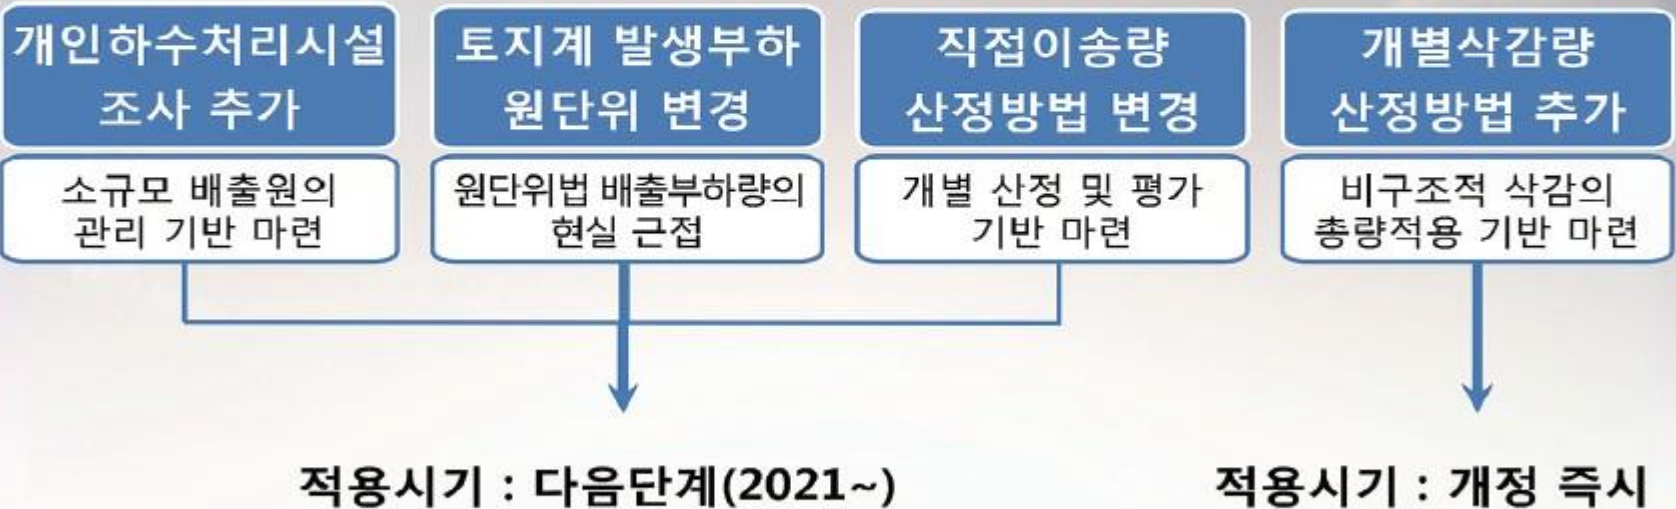 개인하수처리시설
조사 추가
소규모 배출원의
관리 기반 마련
토지계 발생부하
원단위 변경
원단위법 배출부하량의
현실 근접
직접이송량
산정방법 변경
개별 산정 및 평가
기반 마련
개별삭감량
산정방법 추가
비구조적 삭감의
총량적용 기반 마련
적용시기 : 다음단계(2021~)
적용시기 : 개정 즉시